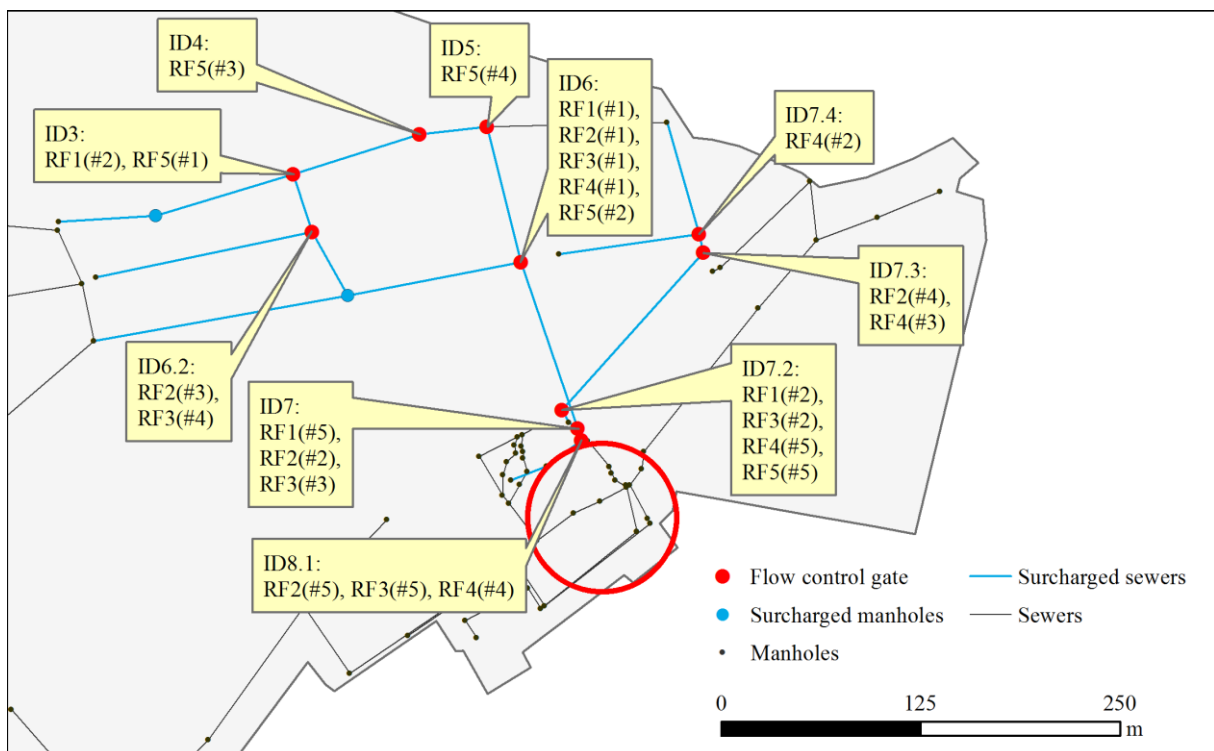 ID4:
RF5(#3)
ID5:
RF5(#4)
ID6:
RF1(#1),
RF2(#1),
RF3(#1),
RF4(#1),
RF5(#2)
ID7.4:
RF4(#2)
ID3:
RF1(#2), RF5(#1)
ID7.3:
RF2(#4),
RF4(#3)
ID6.2:
RF2(#3),
RF3(#4)
ID7:
RF1(#5),
RF2(#2),
RF3(#3)
ID7.2:
RF1(#2),
RF3(#2),
RF4(#5),
RF5(#5)
ID8.1:
RF2(#5), RF3(#5), RF4(#4)
Flow control gate
Surcharged sewers
Surcharged manholes
Sewers
Manholes
0 125 250
m